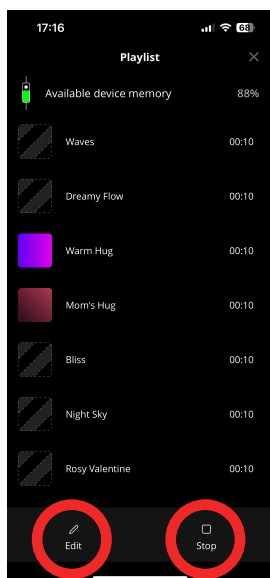 17:16
68
Playlist
Available device memory 88%
Waves 00:10
Dreamy Flow 00:10
Warm Hug 00:10
Mom's Hug 00:10
Bliss 00:10
Night Sky 00:10
Rosy Valentine 00:10
Edit Stop